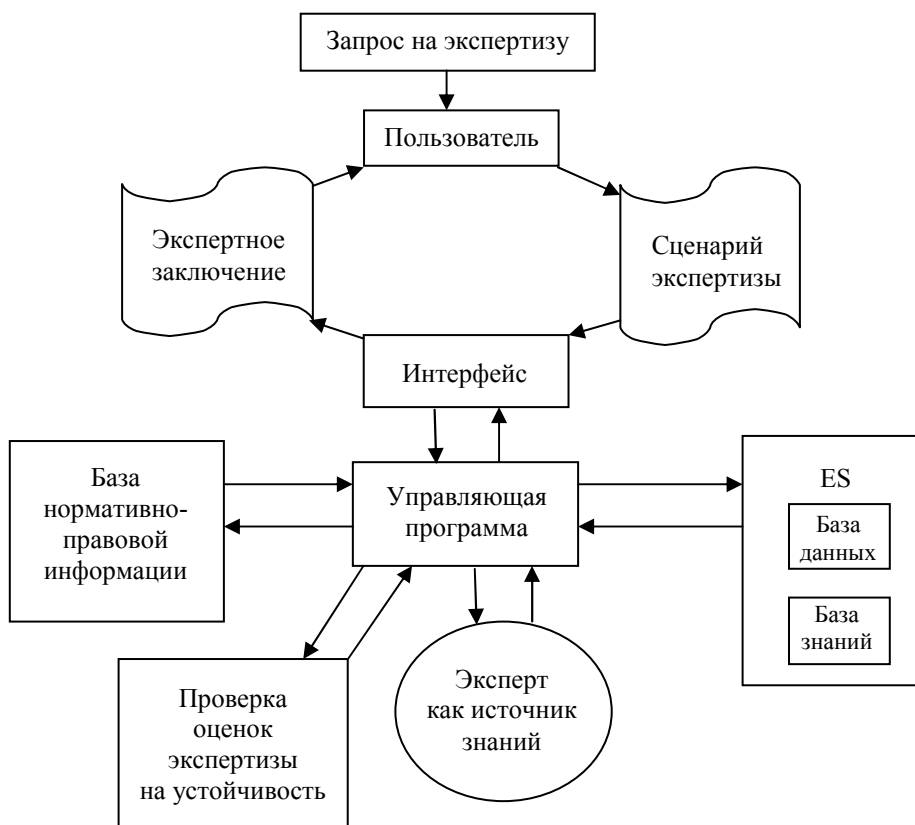 Запрос на экспертизу
Пользователь
Экспертное
заключение
Сценарий
экспертизы
Интерфейс
База
нормативно-
правовой
информации
Управляющая
программа
ES
База
данных
База
знаний
Проверка
оценок
экспертизы
на устойчивость
Эксперт
как источник
знаний